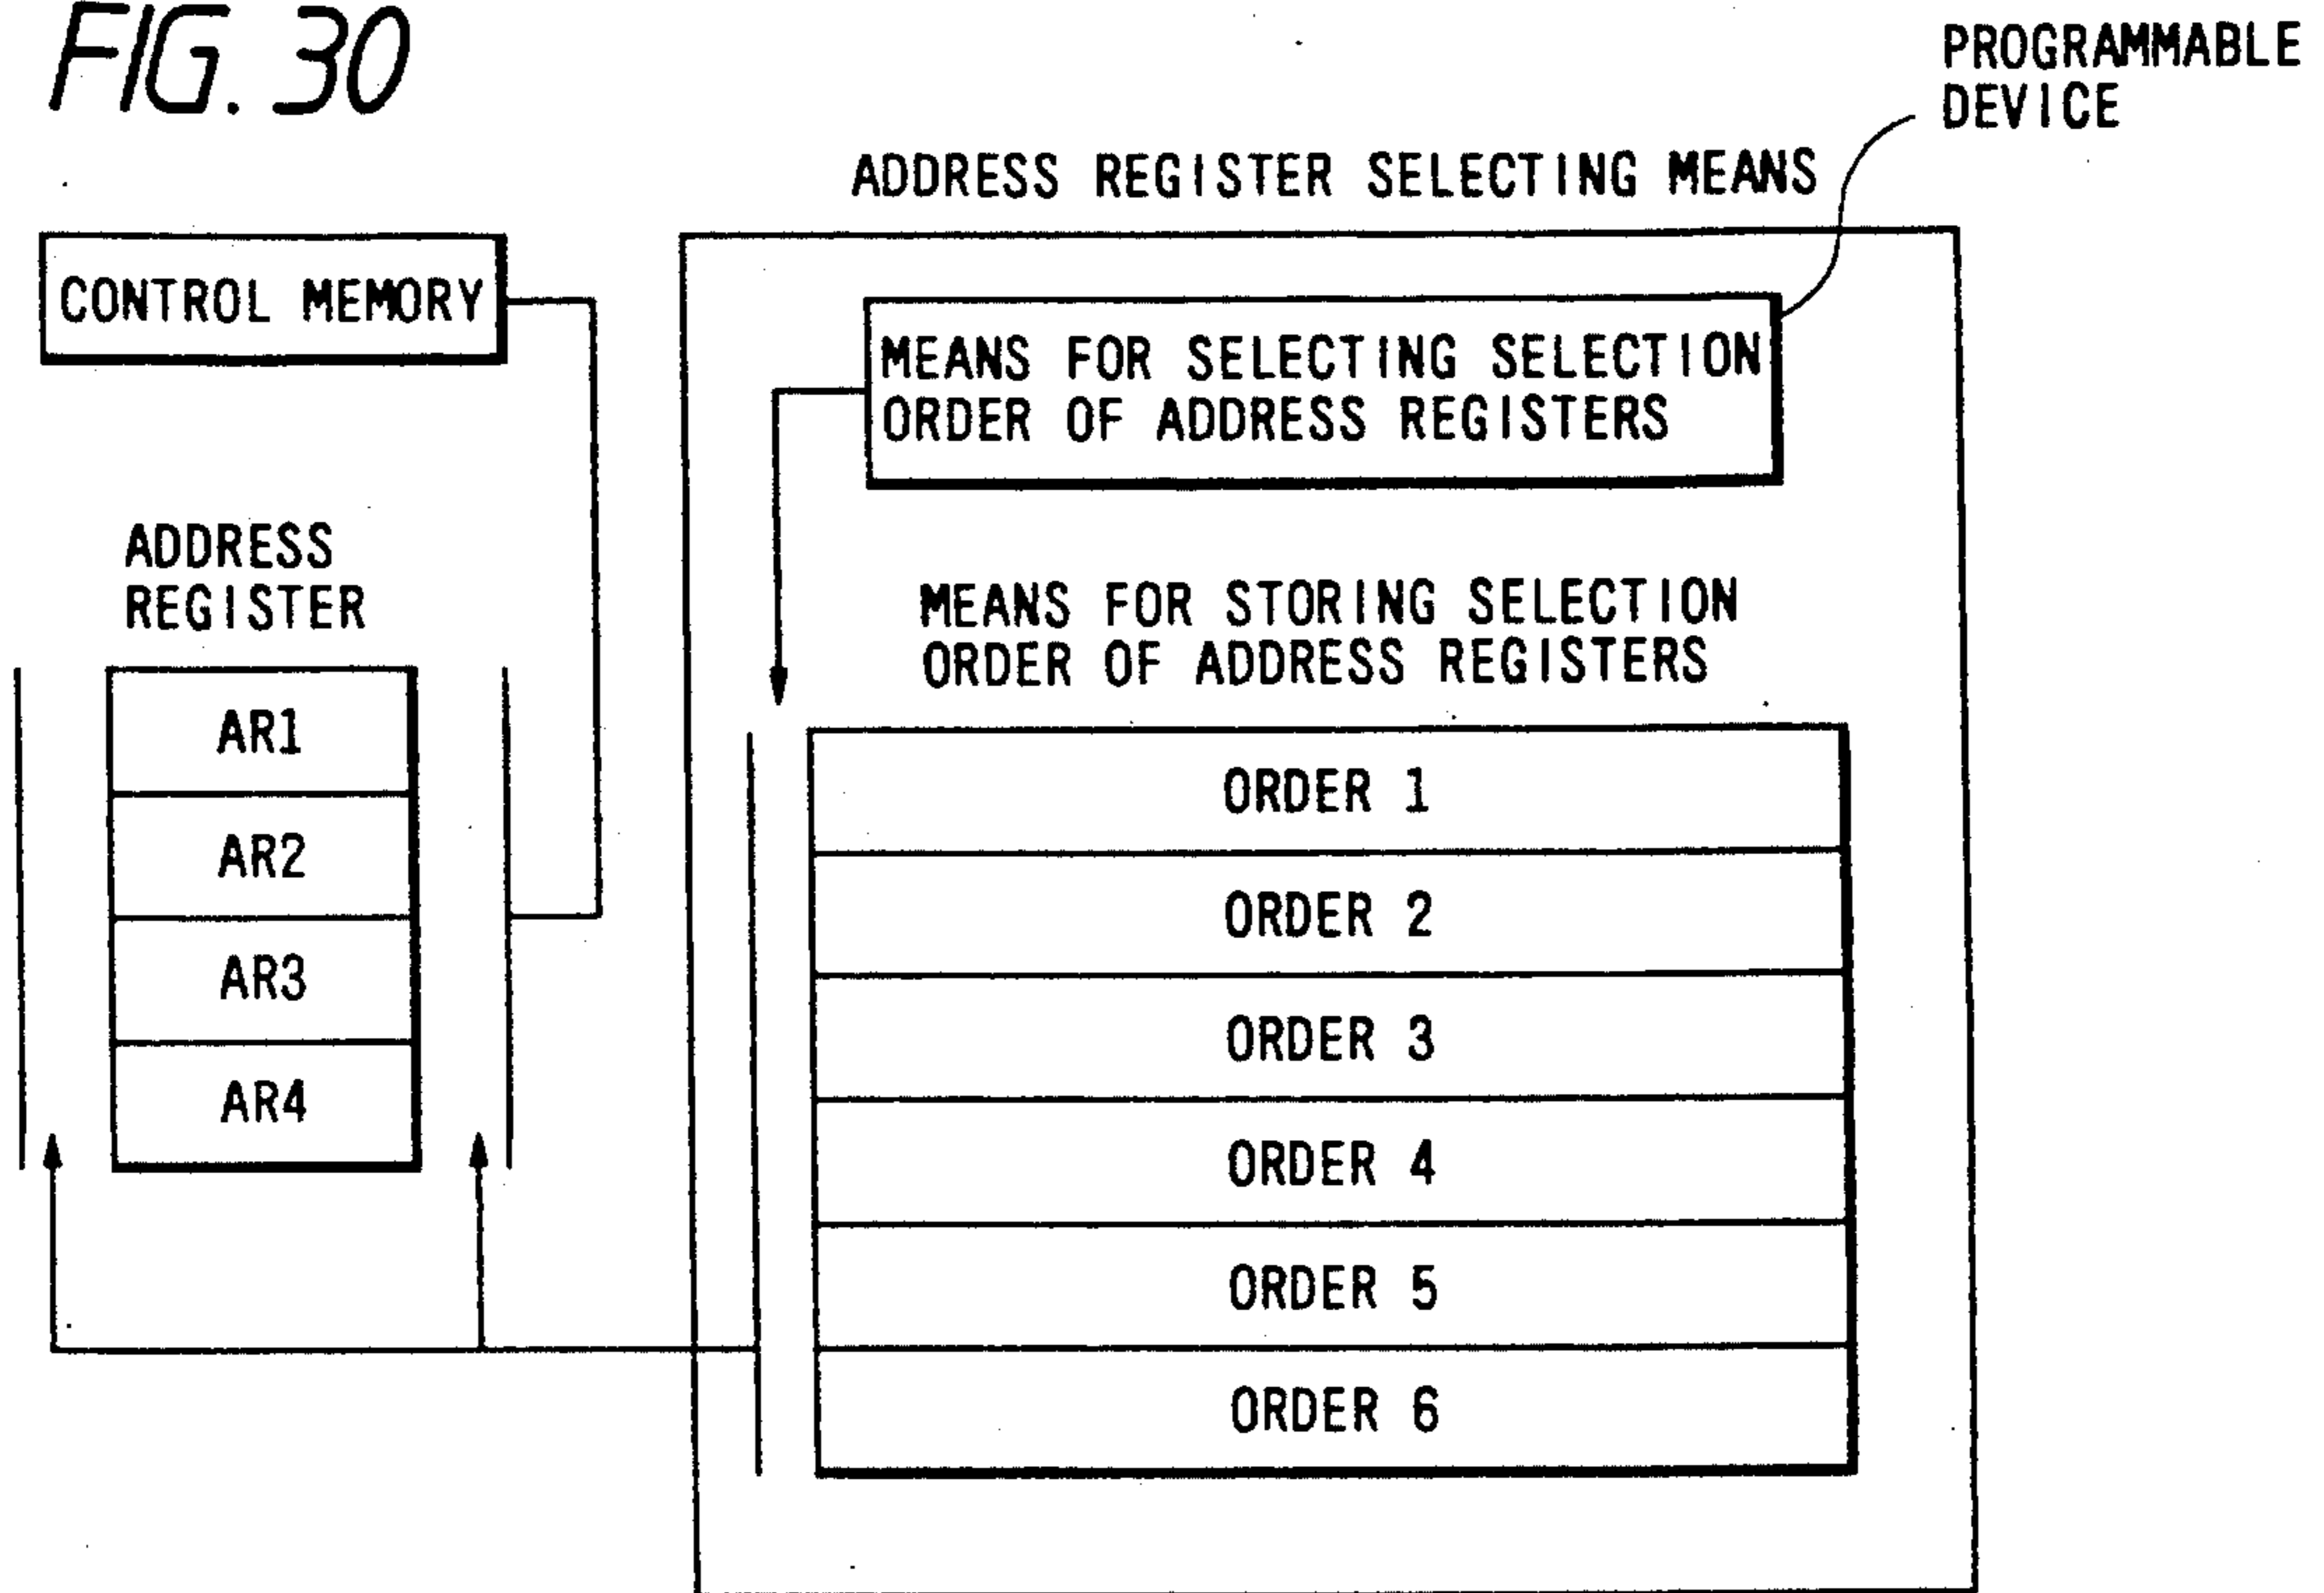 FIG. 30
PROGRAMMABLE
DEVICE
ADDRESS REGISTER SELECTING MEANS
CONTROL MEMORY
MEANS FOR SELECTING SELECTION
ORDER OF ADDRESS REGISTERS
ADDRESS
REGISTER
MEANS FOR STORING SELECTION
ORDER OF ADDRESS REGISTERS
AR1
AR2
AR3
AR4
ORDER 1
ORDER 2
ORDER 3
ORDER 4
ORDER 5
ORDER 6